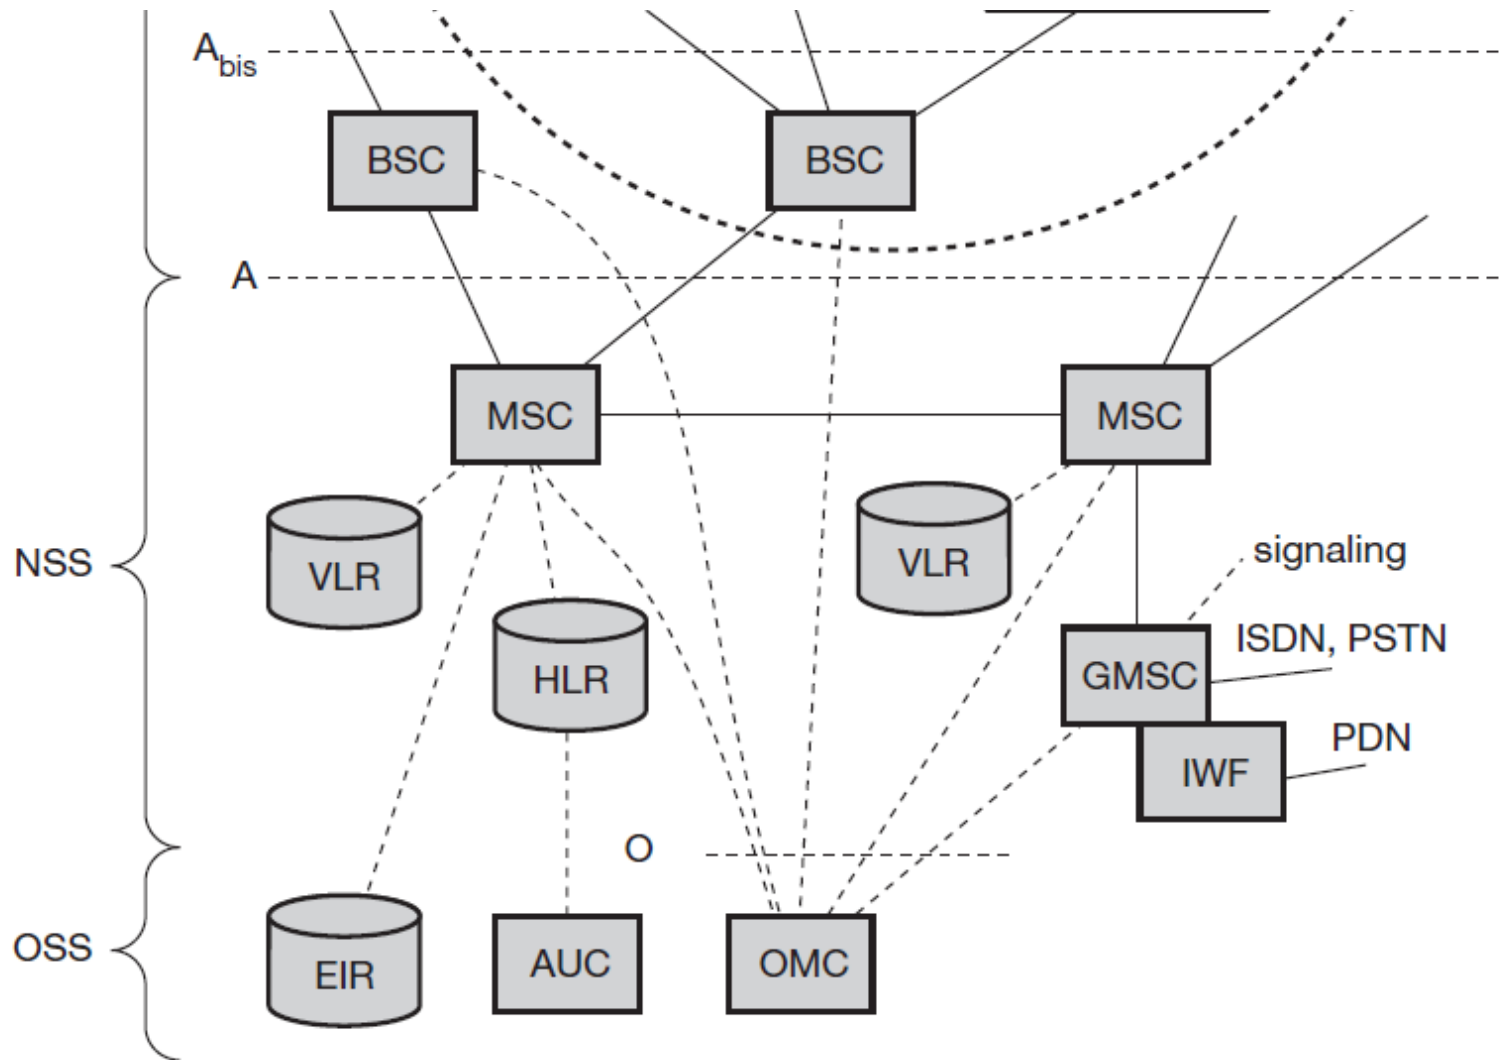 Abis
BSC
BSC
A
MSC
MSC
NSS
VLR
VLR
signaling
HLR
GMSC
ISDN, PSTN
IWF
PDN
O
OSS
EIR
AUC
OMC